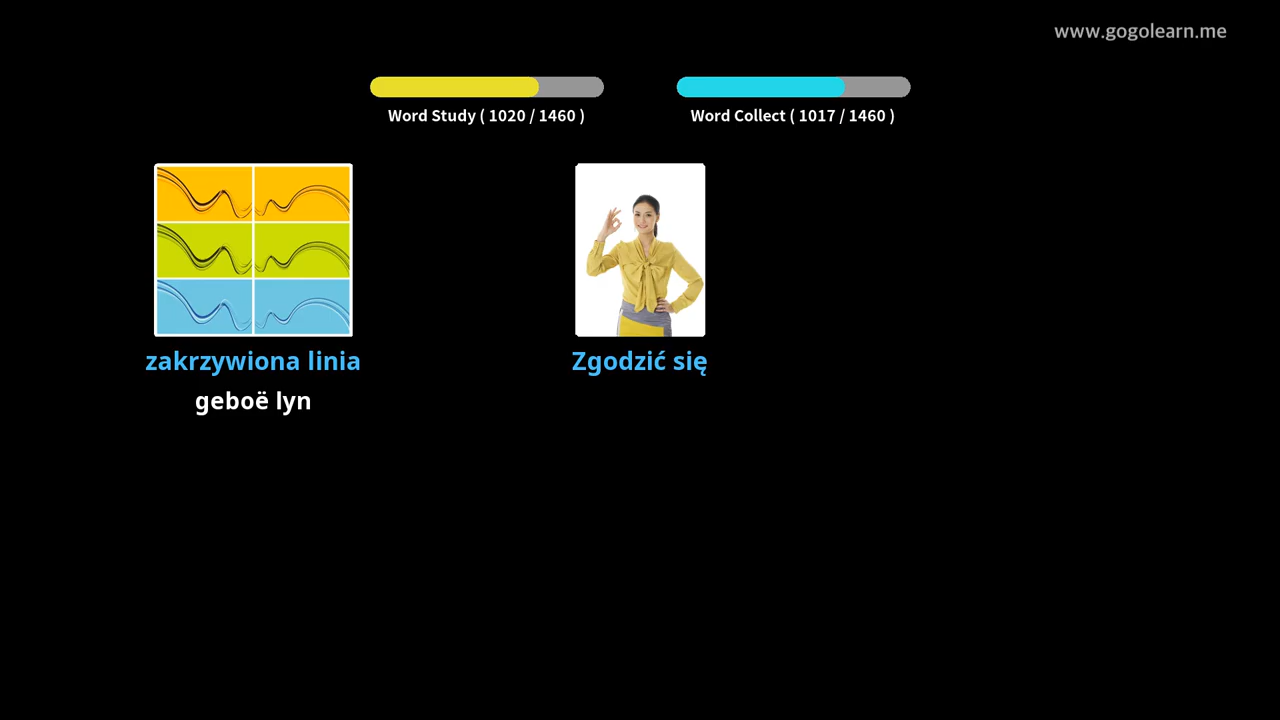 www.gogolearn.me
Word Study ( 1020 / 1460 )
Word Collect ( 1017 / 1460 )
zakrzywiona linia
geboë lyn
Zgodzić się